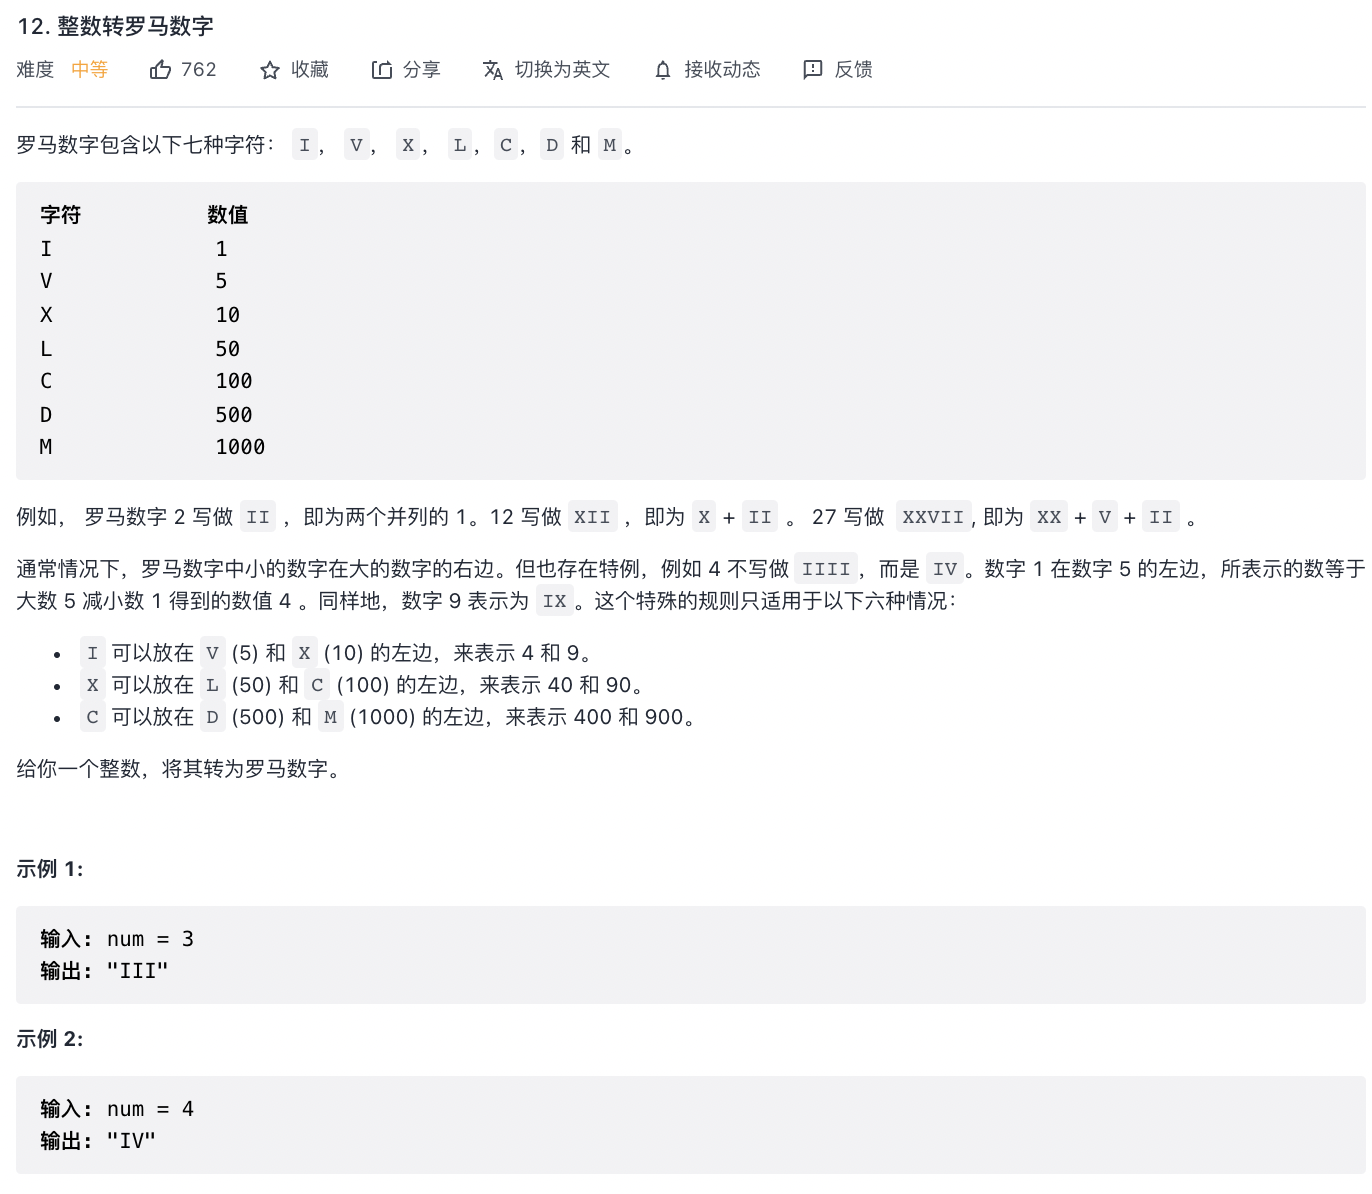 12. 整数转罗马数字
难度 中等 762 收藏 分享 切换为英文 接收动态 反馈
罗马数字包含以下七种字符: I， V， X， L，C，D 和 M。
字符 数值
I 1
V 5
X 10
L 50
C 100
D 500
M 1000
例如， 罗马数字 2 写做 II ，即为两个并列的 1。12 写做 XII ，即为 X + II 。 27 写做 XXVII, 即为 XX + V + II 。
通常情况下，罗马数字中小的数字在大的数字的右边。但也存在特例，例如 4 不写做 IIII，而是 IV。数字 1 在数字 5 的左边，所表示的数等于
大数 5 减小数 1 得到的数值 4 。同样地，数字 9 表示为 IX。这个特殊的规则只适用于以下六种情况：
• I 可以放在 V (5) 和 X (10) 的左边，来表示 4 和 9。
• X 可以放在 L (50) 和 C (100) 的左边，来表示 40 和 90。
• C 可以放在 D (500) 和 M (1000) 的左边，来表示 400 和 900。
给你一个整数，将其转为罗马数字。
示例 1:
输入: num = 3
输出: "III"
示例 2:
输入: num = 4
输出: "IV"